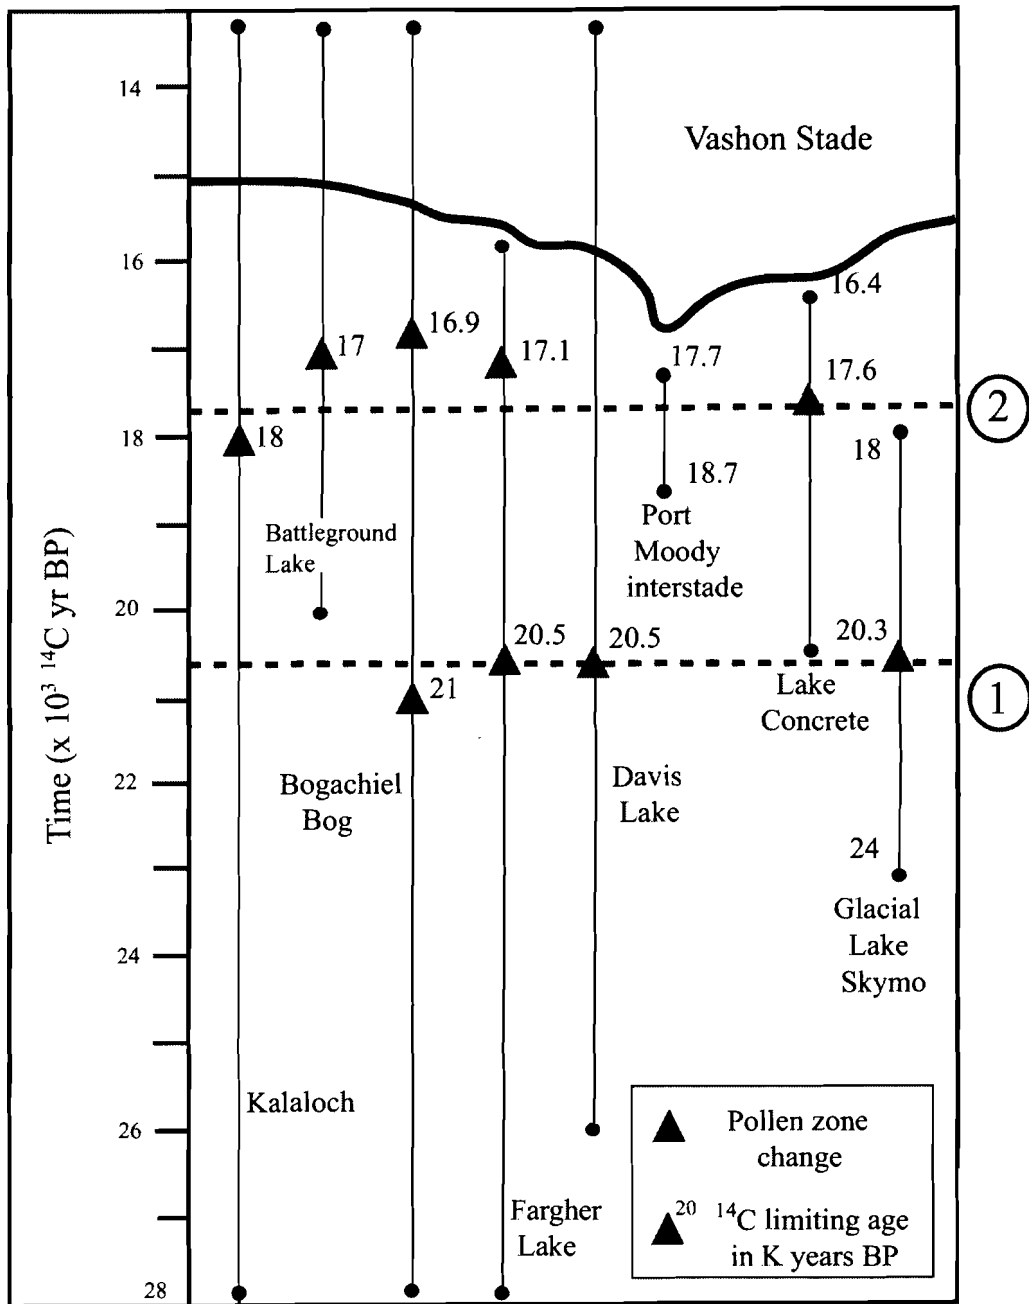 14
Vashon Stade
16
16.4
16.9
17
17.1
17.7
17.6
2
18
18
18
18.7
Battleground
Lake
Port
Moody
interstade
20
20.5
20.5
20.3
21
Lake
Concrete
1
22
Bogachiel
Bog
Davis
Lake
24
Glacial
Lake
Skymo
24
Kalaloch
26
Fargher
Lake
28
Time (x 10³ ¹⁴C yr BP)
Pollen zone
change
20 ¹⁴C limiting age
in K years BP